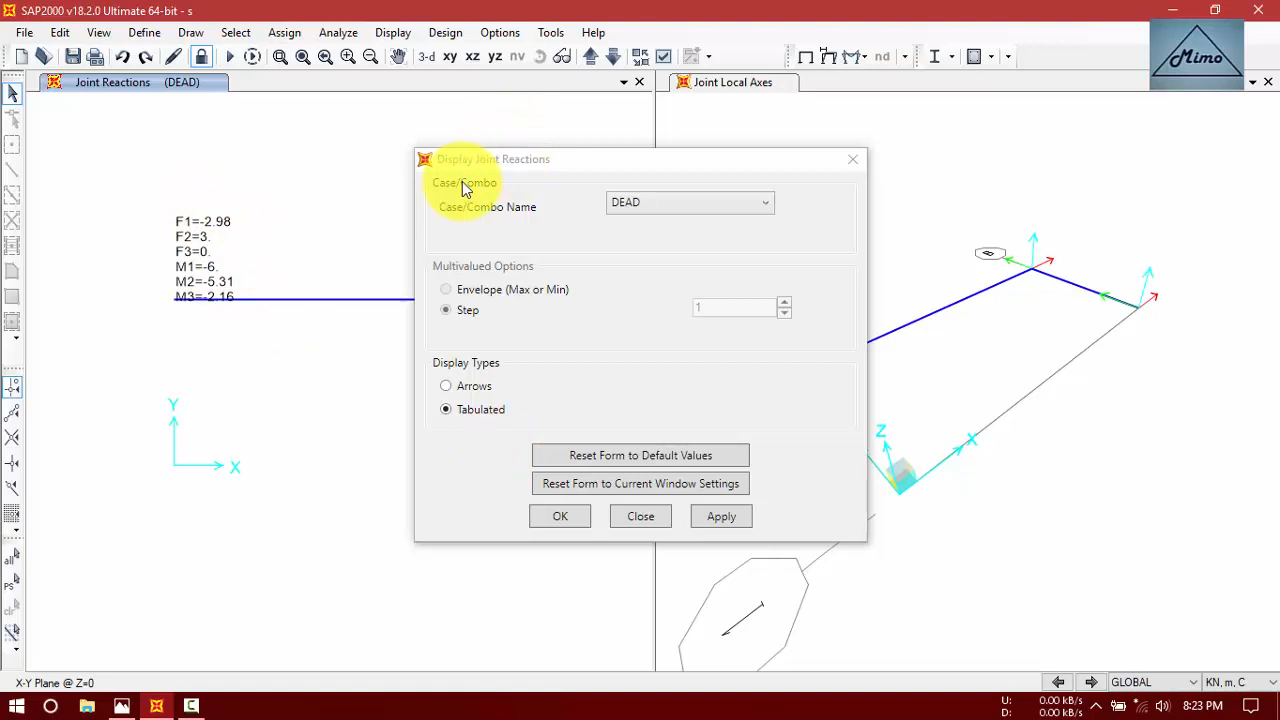 SAP2000 v18.2.0 Ultimate 64-bit - s
File Edit View Define Draw Select Assign Analyze Display Design Options Tools Help
3-d xy xz yz nv nd
Mimo
Joint Reactions (DEAD)
Joint Local Axes
Display Joint Reactions
Case/Combo
Case/Combo Name DEAD
F1=-2.98
F2=3.
F3=0.
M1=-6.
M2=-5.31
M3=-2.16
Multivalued Options
Envelope (Max or Min)
Step 1
Display Types
Arrows
Tabulated
Reset Form to Default Values
Reset Form to Current Window Settings
OK Close Apply
Y
X
Z
X
all
PS
clr
X-Y Plane @ Z=0
GLOBAL
KN, m, C
U: 0.00 kB/s
D: 0.00 kB/s
8:23 PM